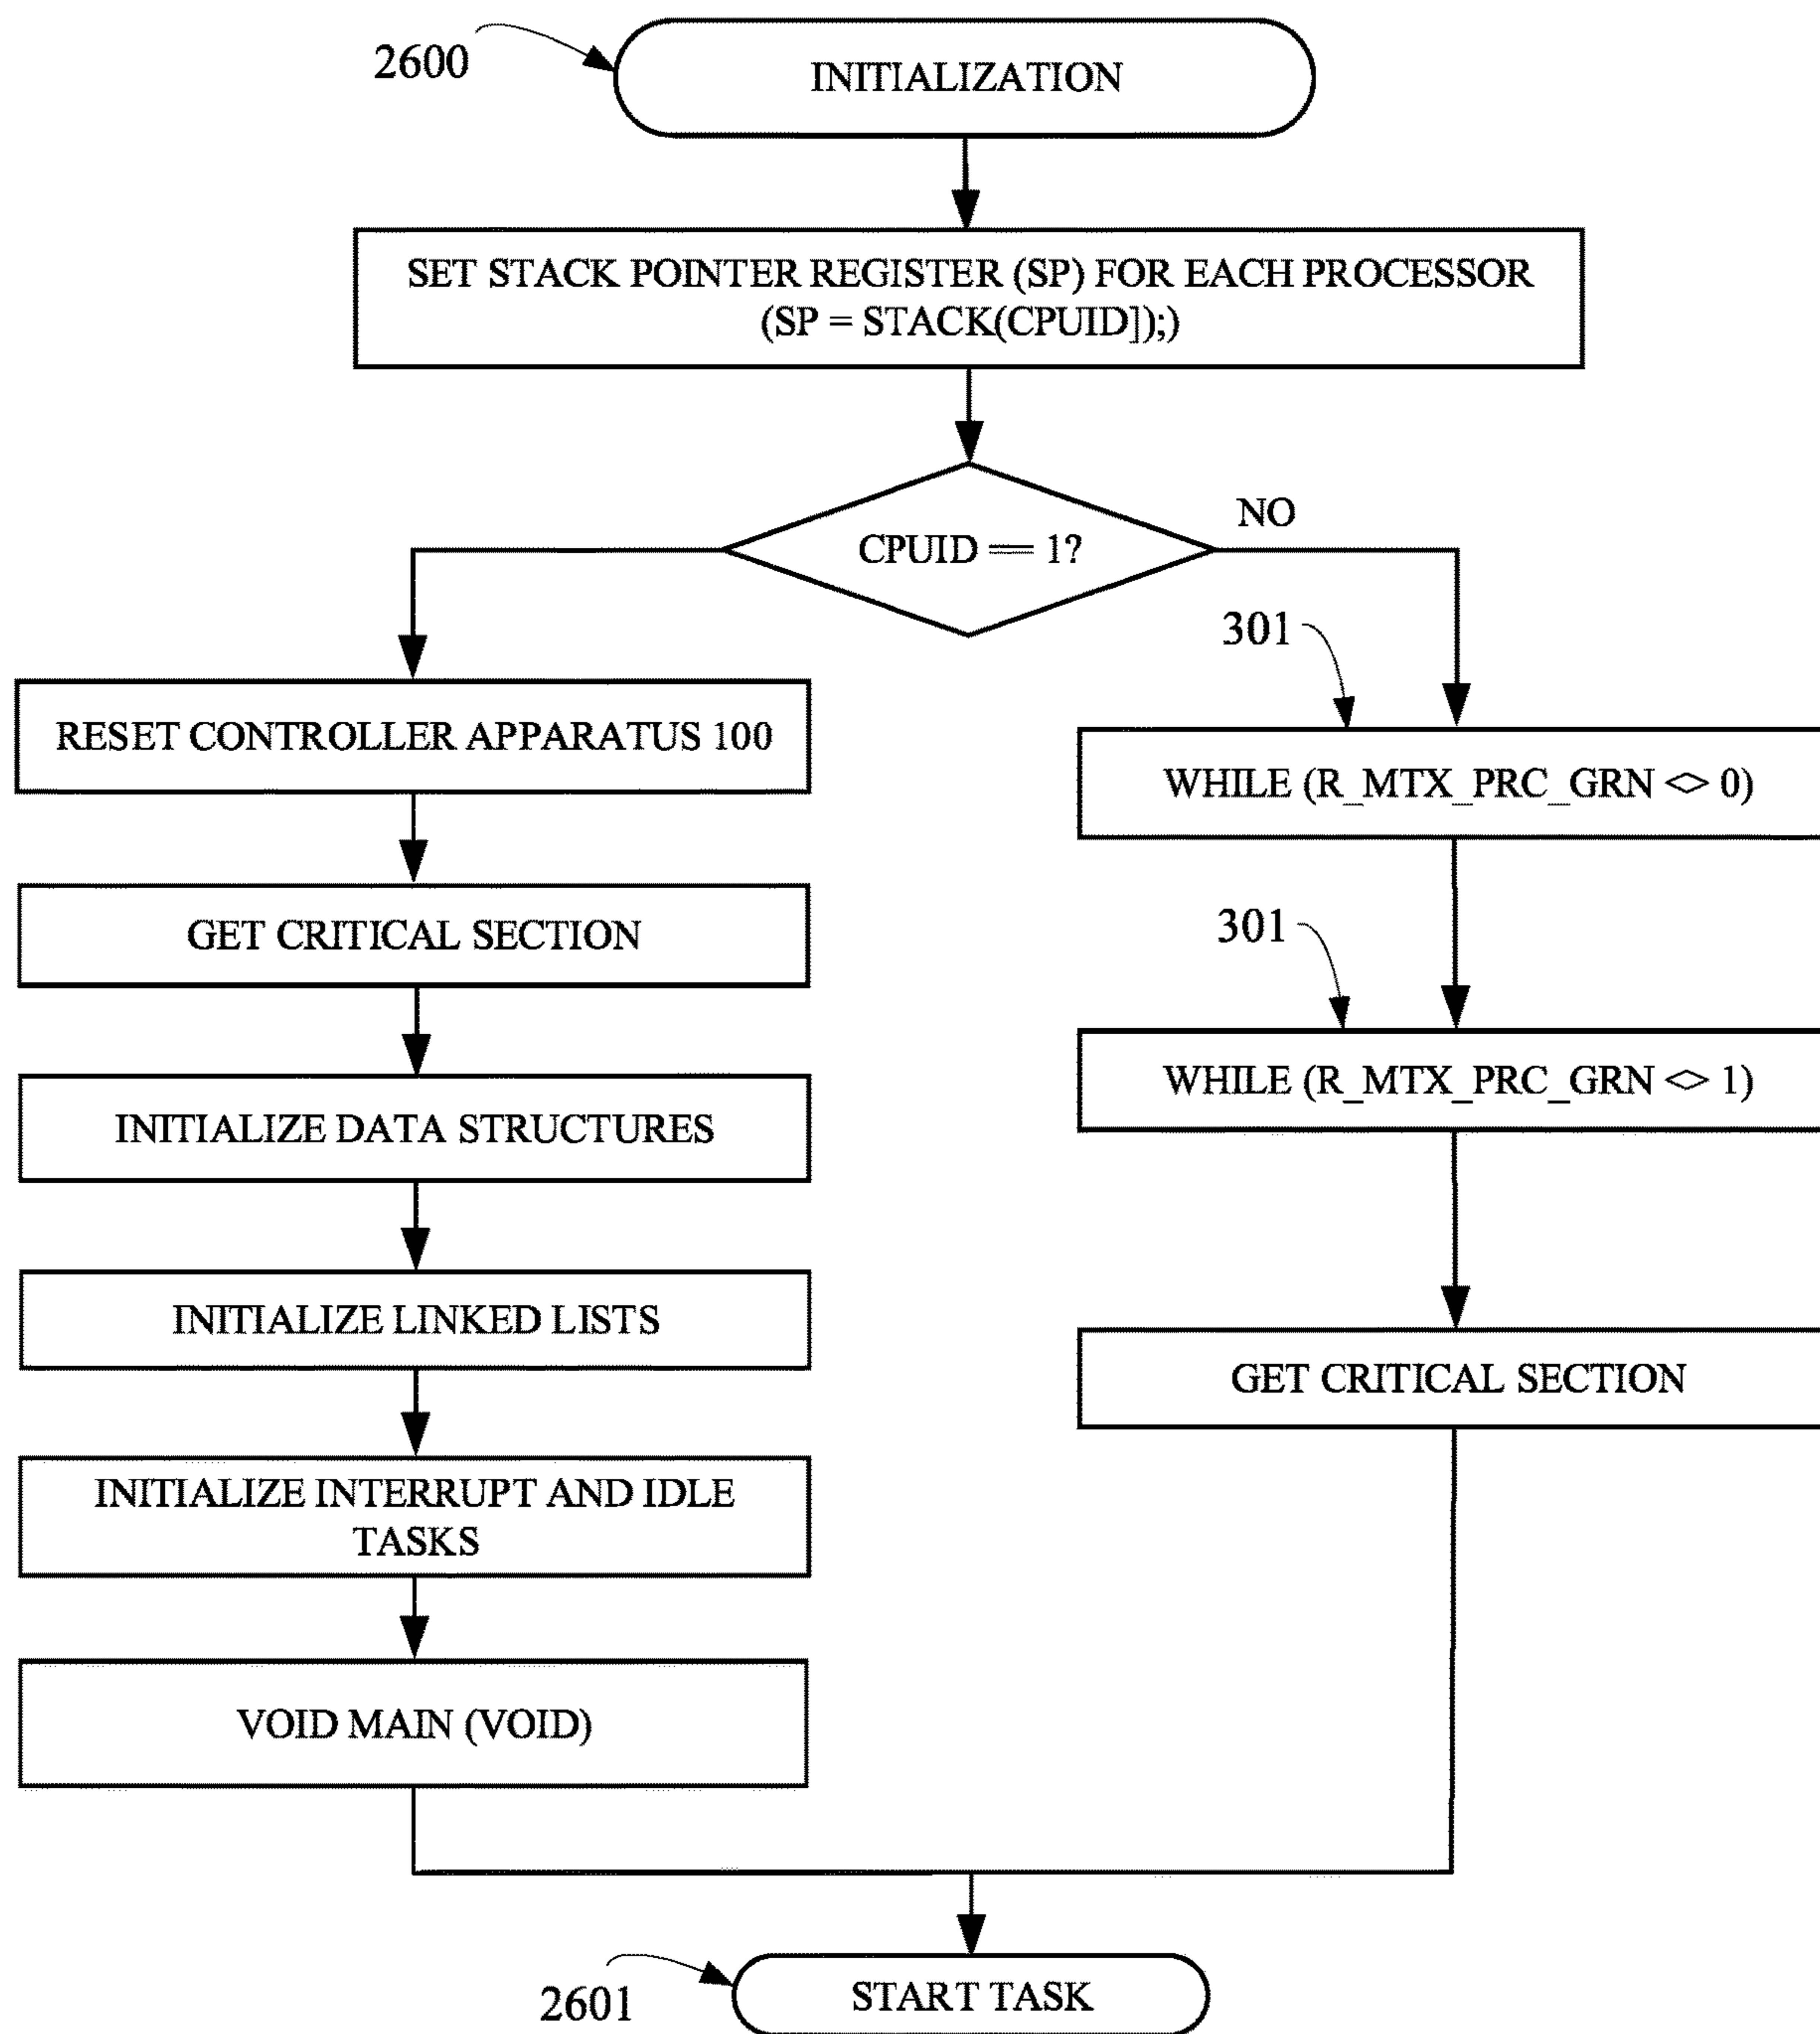 2600
INITIALIZATION
SET STACK POINTER REGISTER (SP) FOR EACH PROCESSOR
(SP = STACK(CPUID]);)
CPUID == 1?
NO
RESET CONTROLLER APPARATUS 100
GET CRITICAL SECTION
INITIALIZE DATA STRUCTURES
INITIALIZE LINKED LISTS
INITIALIZE INTERRUPT AND IDLE
TASKS
VOID MAIN (VOID)
301
WHILE (R_MTX_PRC_GRN <> 0)
301
WHILE (R_MTX_PRC_GRN <> 1)
GET CRITICAL SECTION
2601
START TASK